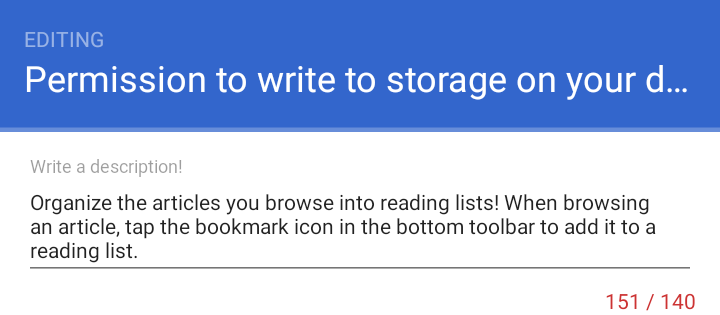 EDITING
Permission to write to storage on your d...
Write a description!
Organize the articles you browse into reading lists! When browsing
an article, tap the bookmark icon in the bottom toolbar to add it to a
reading list.
151 / 140